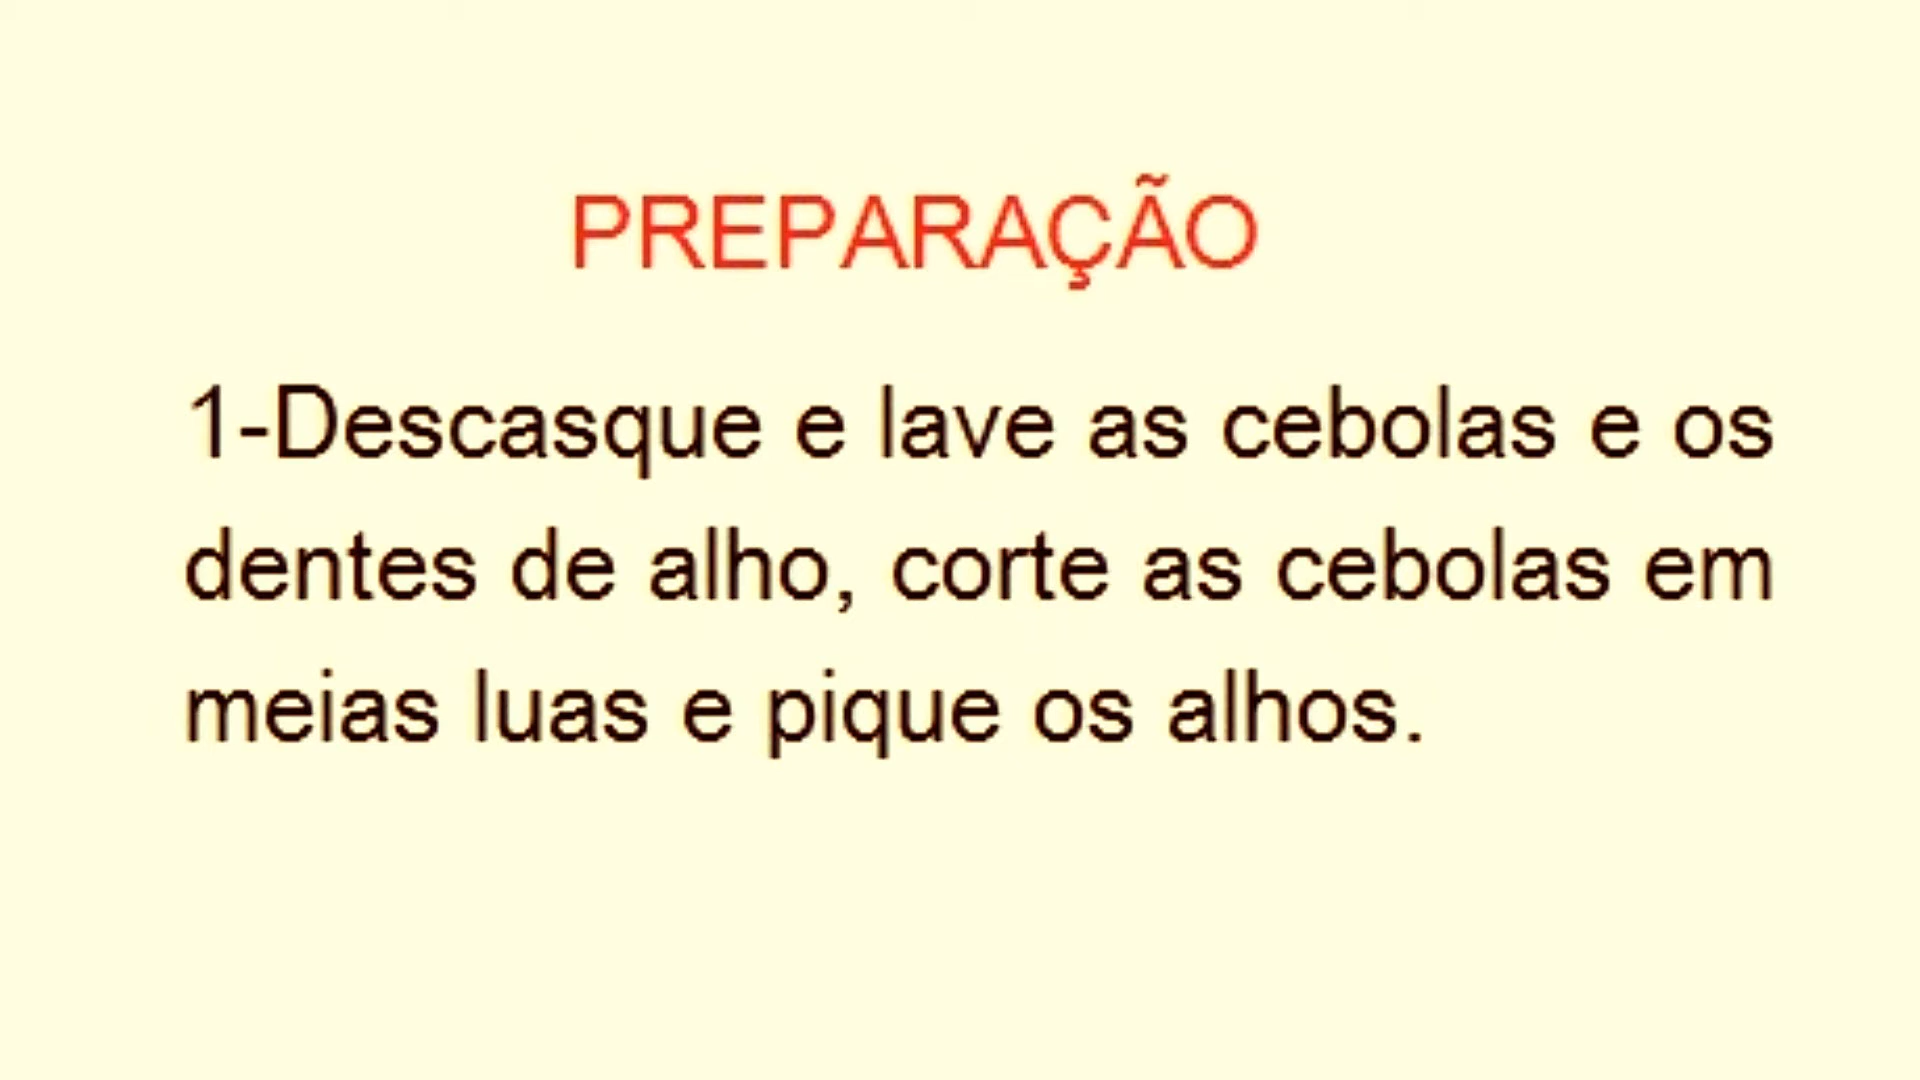 PREPARAÇÃO
1-Descasque e lave as cebolas e os
dentes de alho, corte as cebolas em
meias luas e pique os alhos.